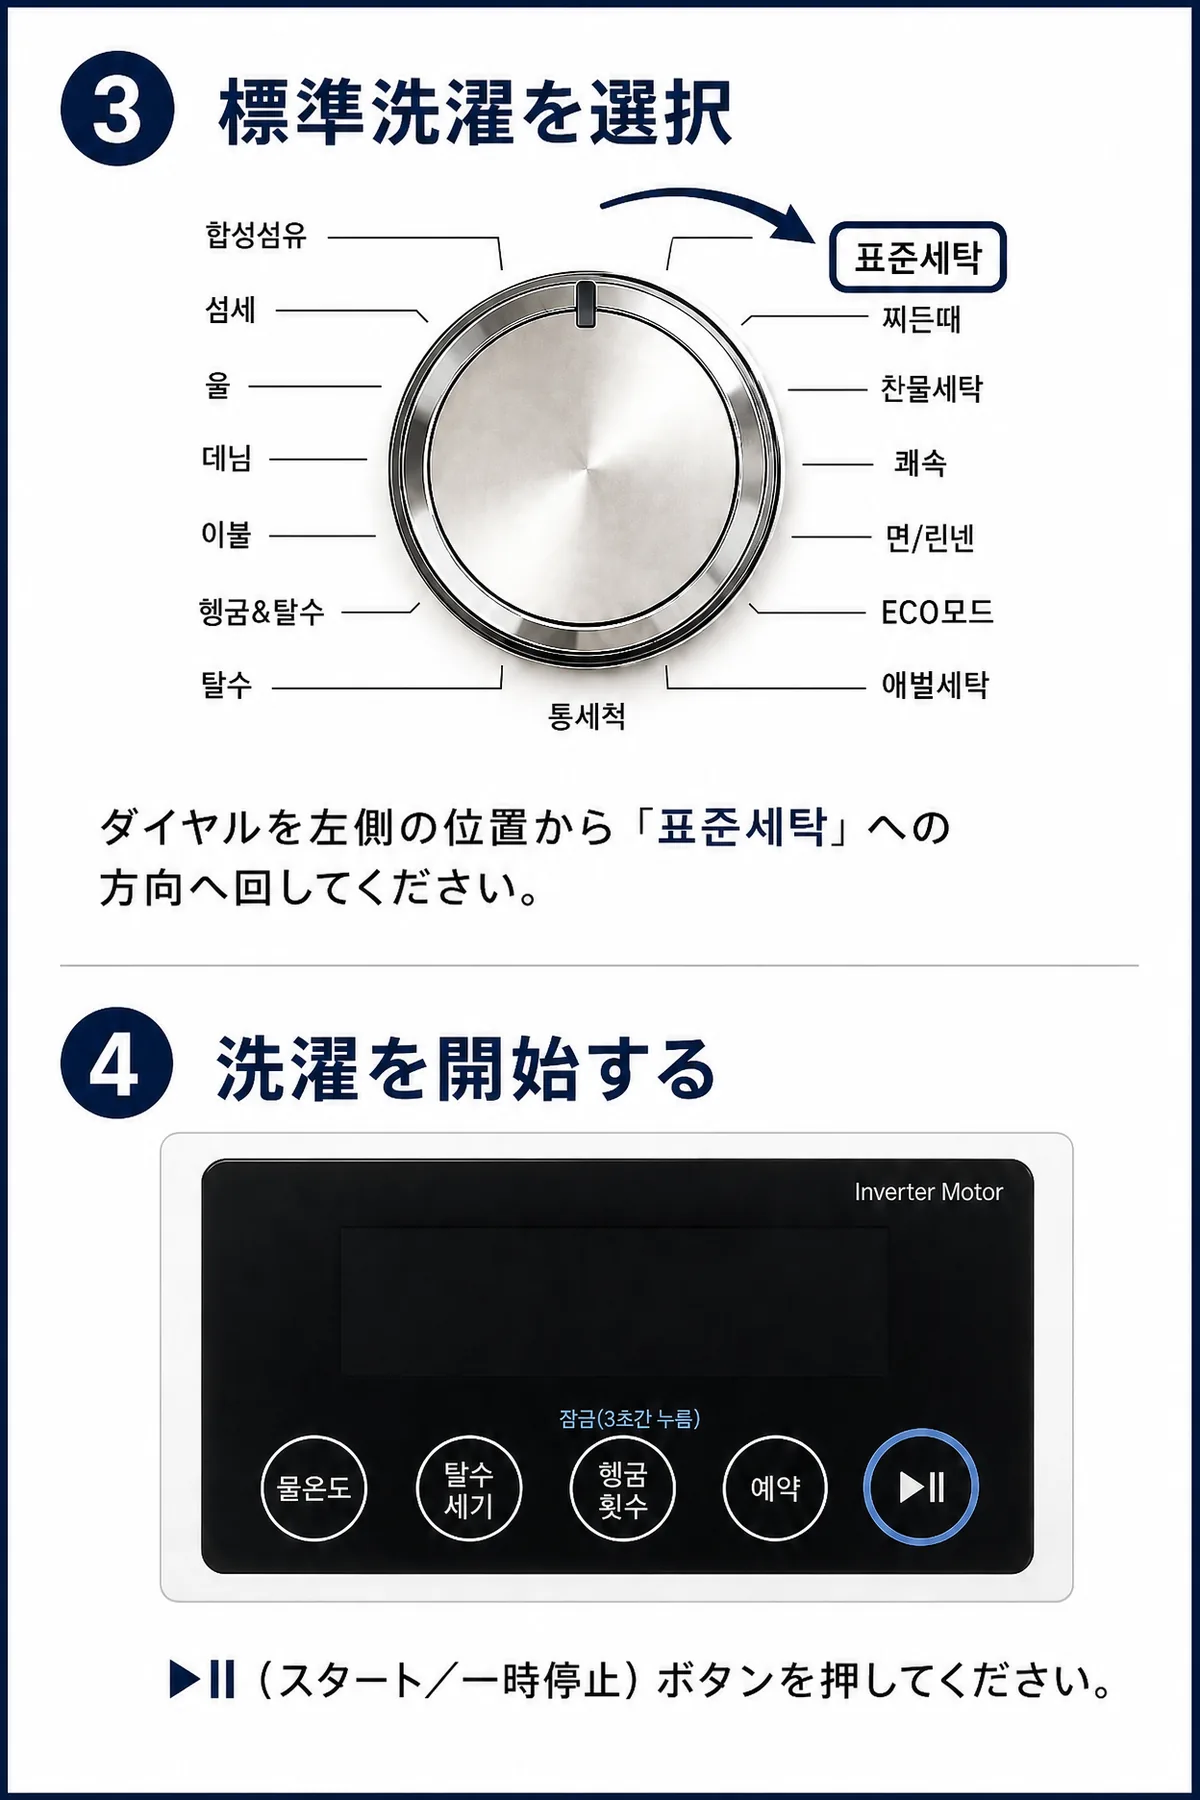 3 標準洗濯を選択
합성섬유
표준세탁
섬세
찌든때
울
찬물세탁
데님
쾌속
이불
면/린넨
헹굼&탈수
ECO모드
탈수
애벌세탁
통세척
ダイヤルを左側の位置から「표준세탁」への
方向へ回してください。
4 洗濯を開始する
Inverter Motor
잠금(3초간 누름)
물온도
탈수
세기
헹굼
횟수
예약
▶II
▶II（スタート／一時停止）ボタンを押してください。